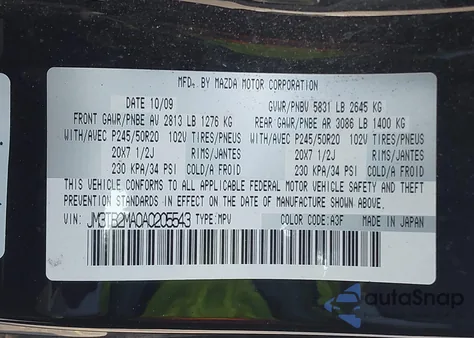 MFD. BY MAZDA MOTOR CORPORATION
DATE 10/09 GVWR/PNBV 5831 LB 2645 KG
FRONT GAWR/PNBE AV 2813 LB 1276 KG REAR GAWR/PNBE AR 3086 LB 1400 KG
WITH/AVEC P245/50R20 102V TIRES/PNEUS WITH/AVEC P245/50R20 102V TIRES/PNEUS
20X7 1/2J RIMS/JANTES 20X7 1/2J RIMS/JANTES
230 KPA/34 PSI COLD/A FROID 230 KPA/34 PSI COLD/A FROID
THIS VEHICLE CONFORMS TO ALL APPLICABLE FEDERAL MOTOR VEHICLE SAFETY AND THEFT
PREVENTION STANDARDS IN EFFECT ON THE DATE OF MANUFACTURE SHOWN ABOVE.
VIN: JM3TB2MA0A0205543 TYPE: MPV COLOR: A3F MADE IN JAPAN
autoSnap